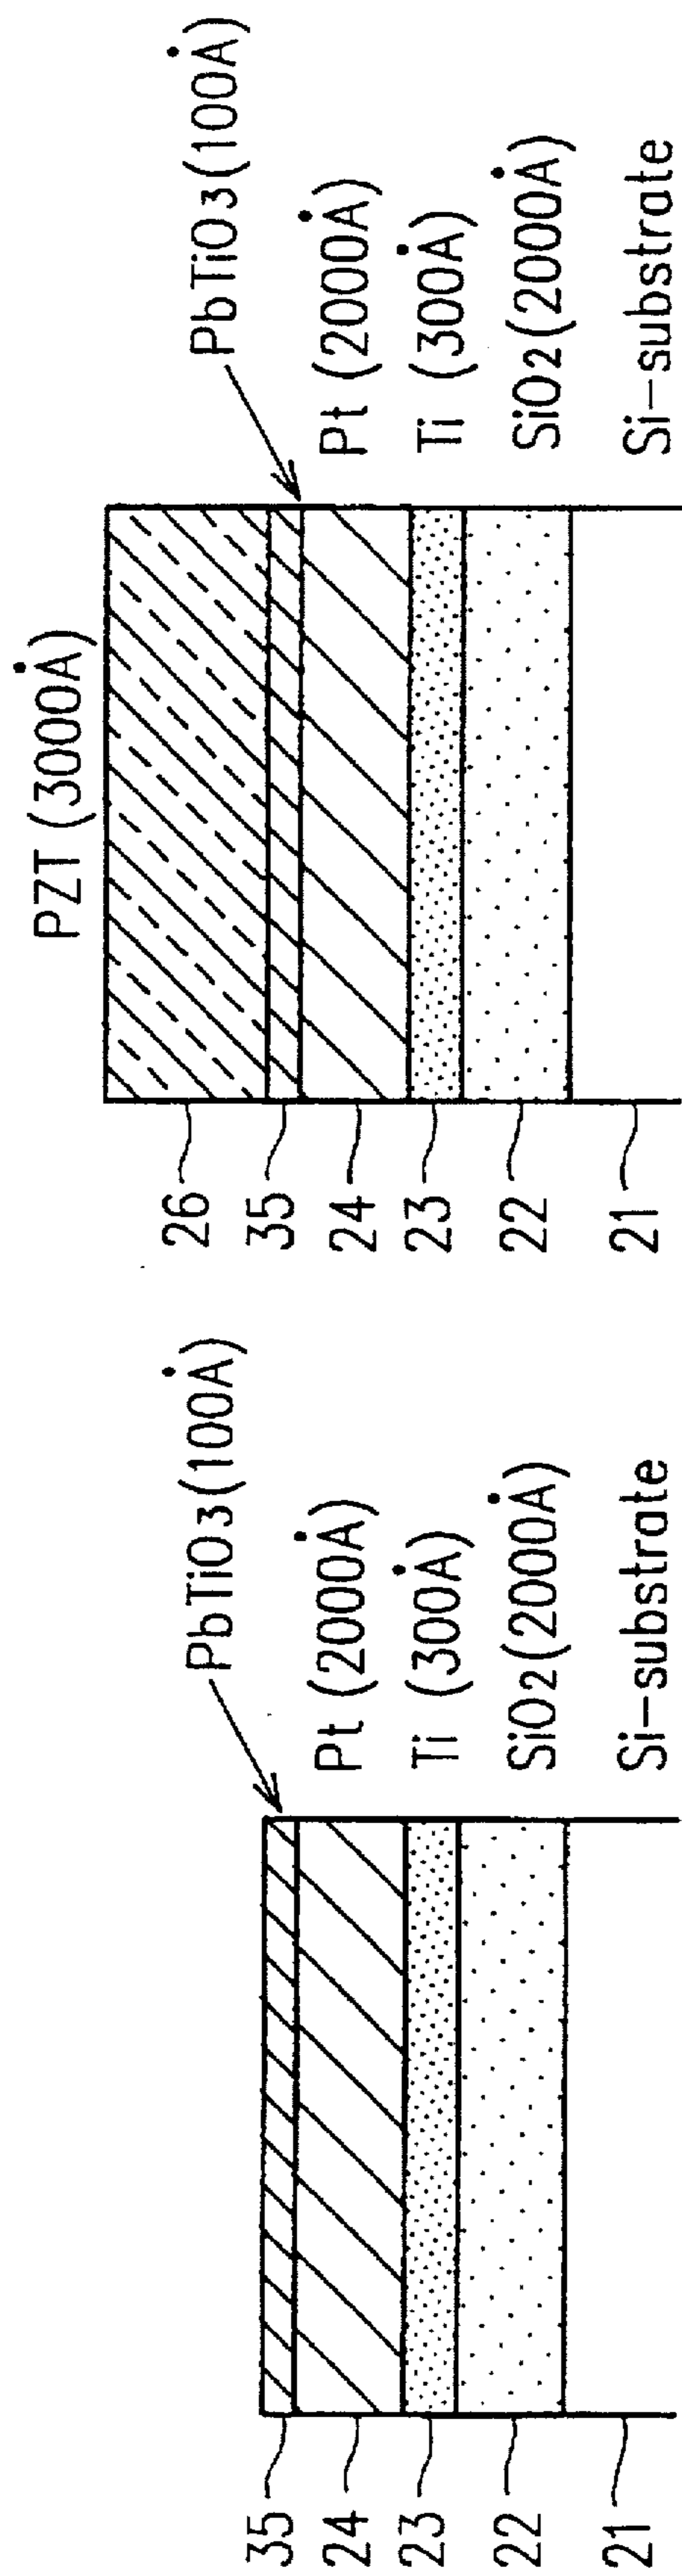 PbTiO3(100Å)
35
24
Pt (2000Å)
23
Ti (300Å)
22
SiO2(2000Å)
21
Si-substrate
PZT (3000Å)
PbTiO3(100Å)
26
35
24
Pt (2000Å)
23
Ti (300Å)
22
SiO2(2000Å)
21
Si-substrate